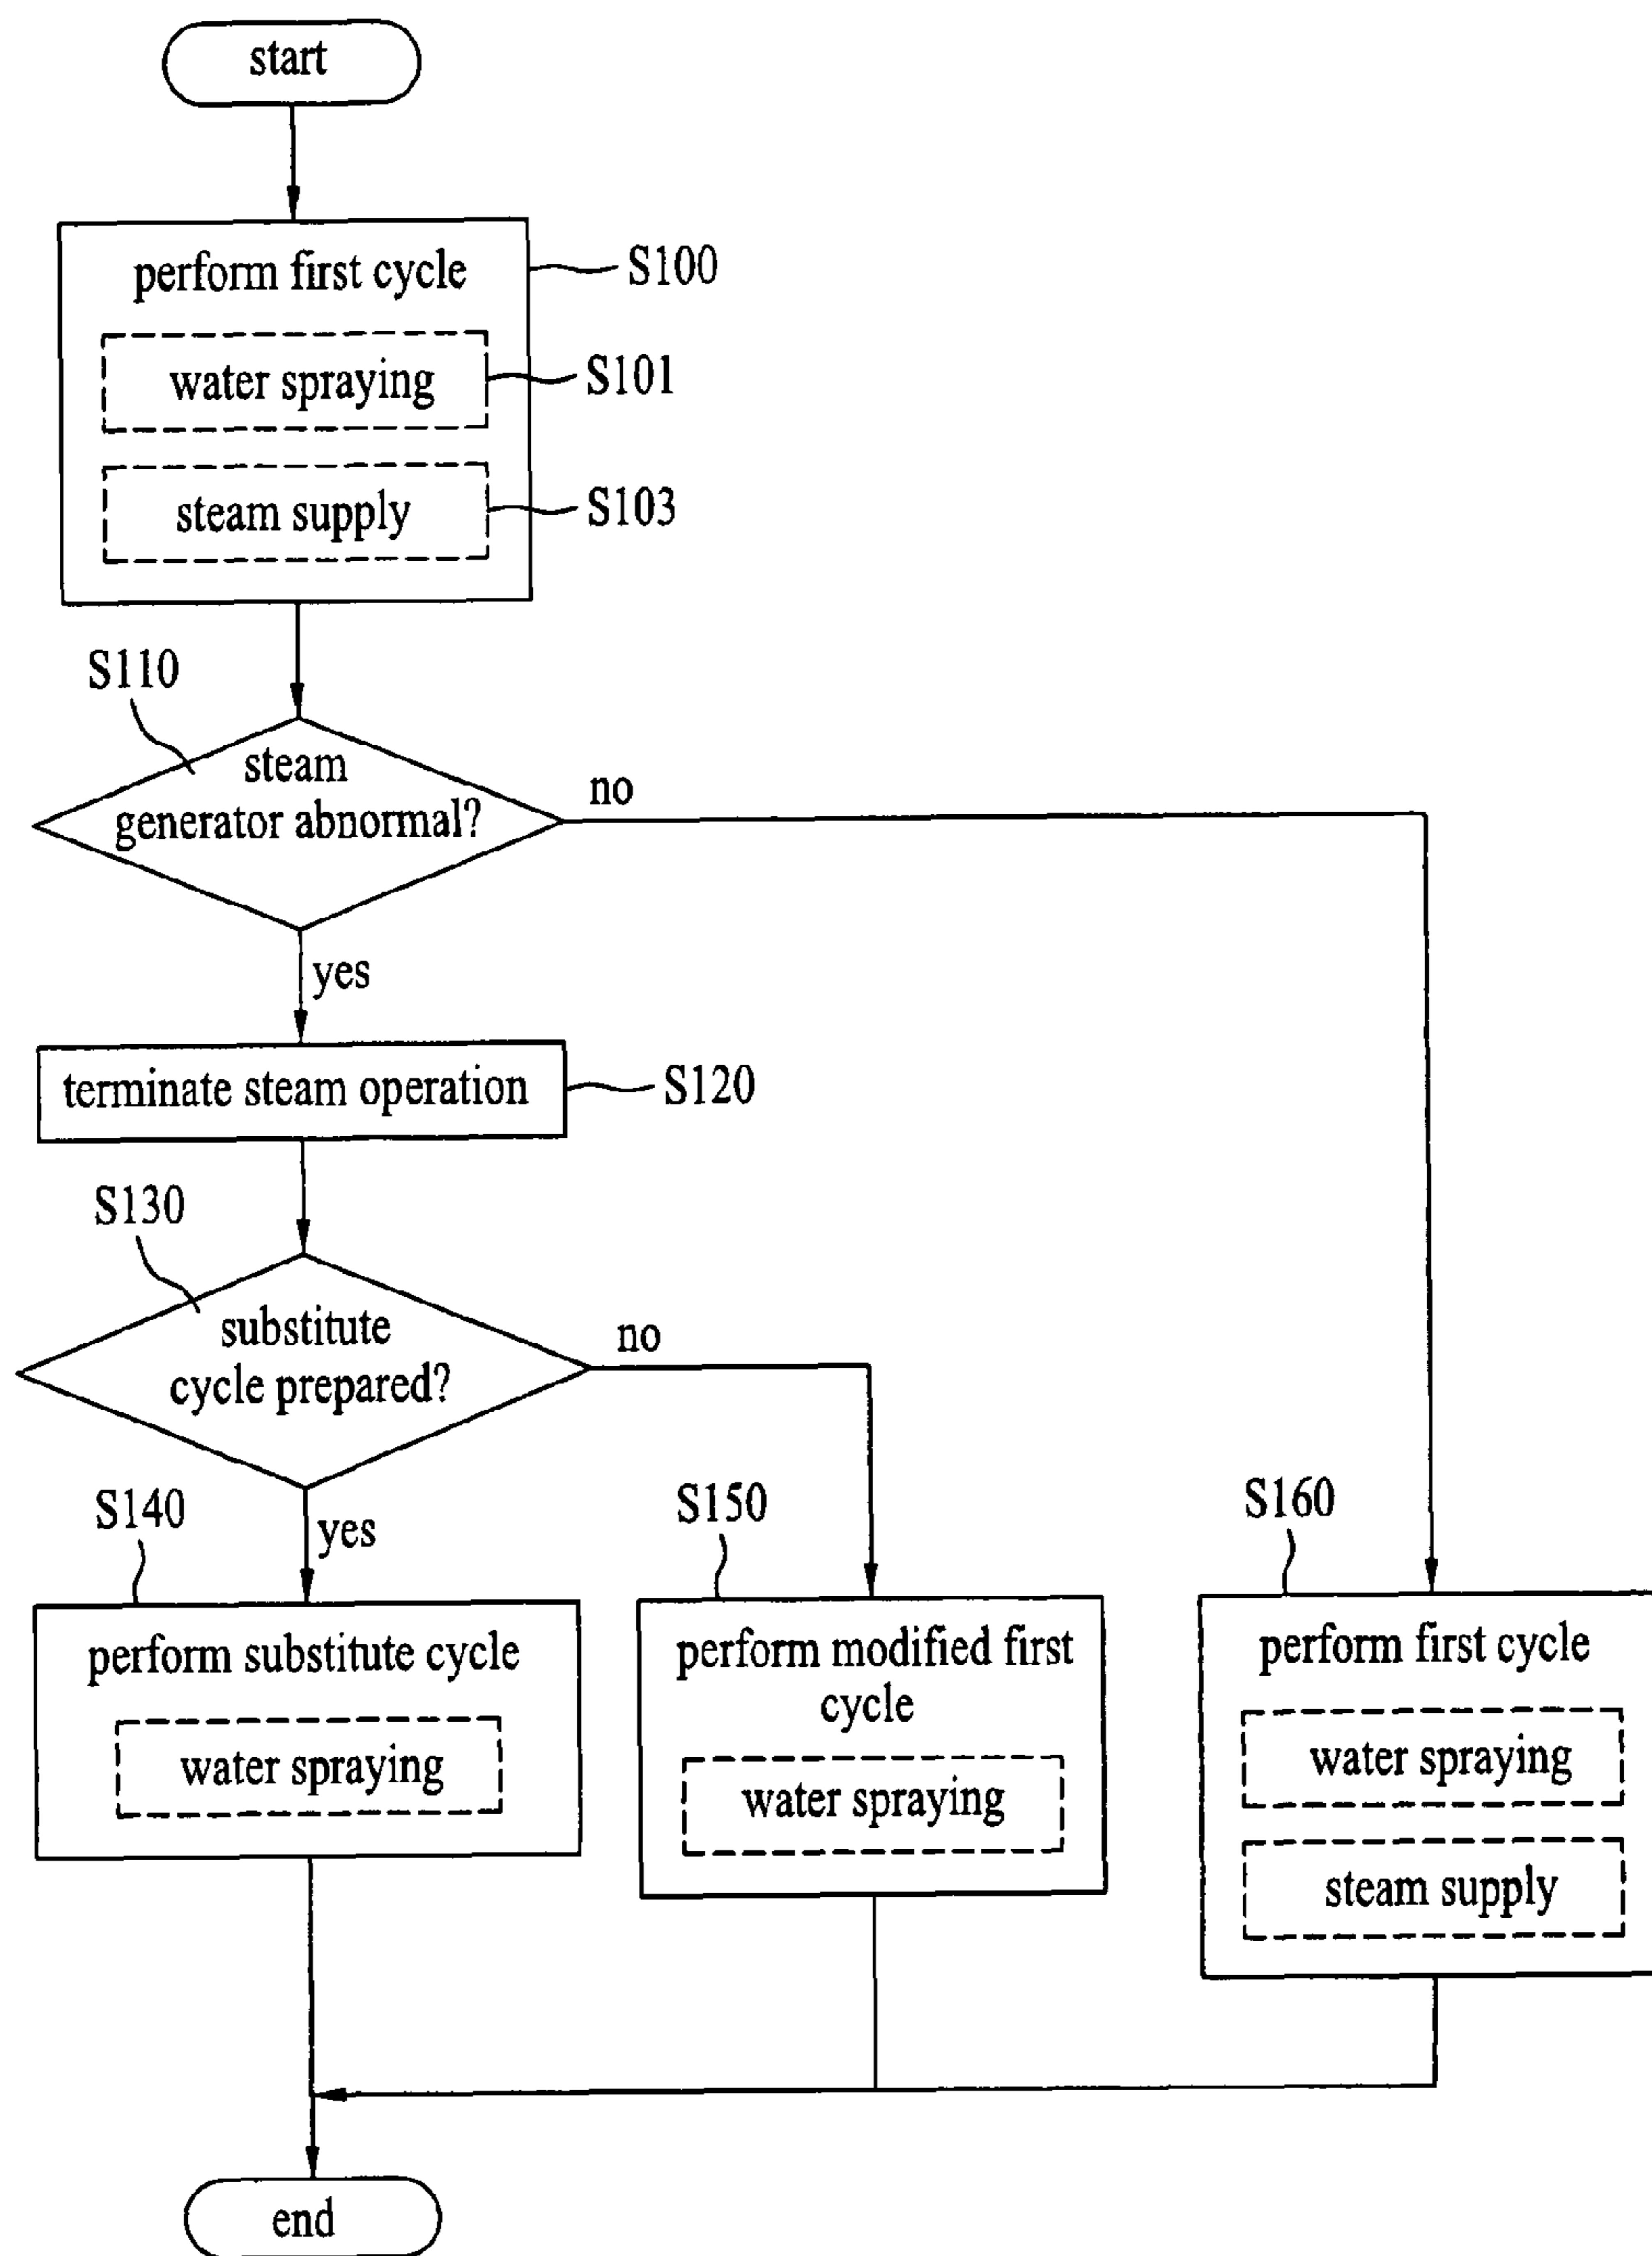 start
perform first cycle
S100
water spraying
S101
steam supply
S103
S110
steam
generator abnormal?
no
yes
terminate steam operation
S120
S130
substitute
cycle prepared?
no
yes
S140
perform substitute cycle
water spraying
S150
perform modified first
cycle
water spraying
S160
perform first cycle
water spraying
steam supply
end